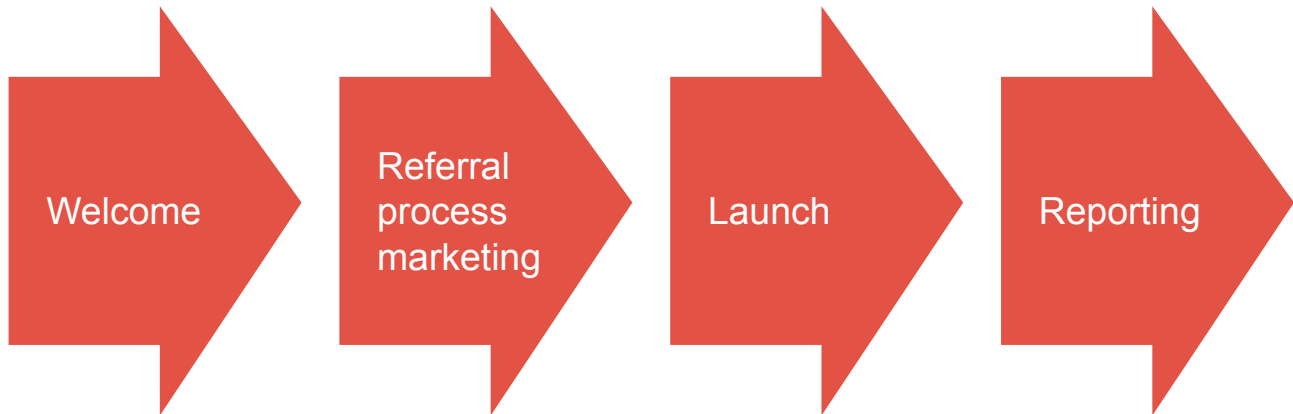 Welcome
Referral
process
marketing
Launch
Reporting